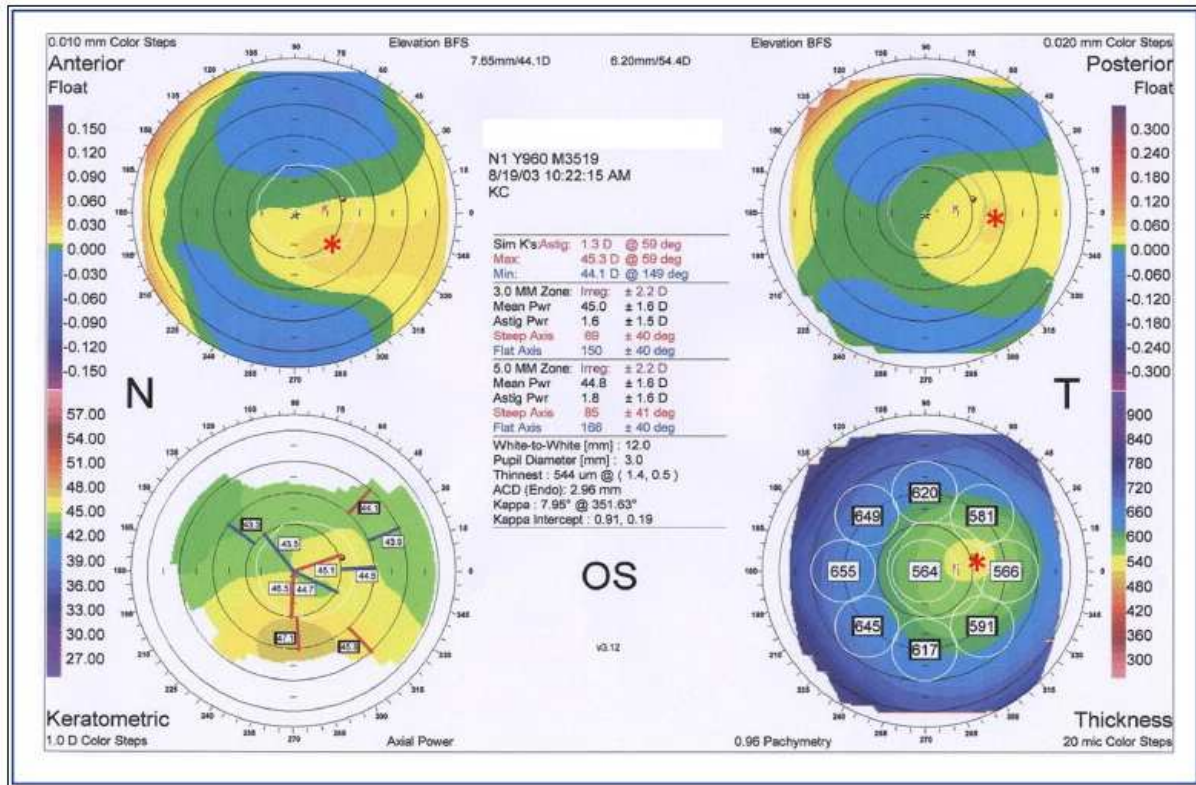 0.010 mm Color Steps
Elevation BFS
Elevation BFS
0.020 mm Color Steps
Anterior
Float
7.65mm/44.1D
6.20mm/54.4D
Posterior
Float
0.150
0.120
0.090
0.060
0.030
0.000
-0.030
-0.060
-0.090
-0.120
-0.150
0.300
0.240
0.180
0.120
0.060
0.000
-0.060
-0.120
-0.180
-0.240
-0.300
N1 Y960 M3519
8/19/03 10:22:15 AM
KC
Sim K's:Astig: 1.3 D @ 59 deg
Max: 45.3 D @ 59 deg
Min: 44.1 D @ 149 deg
3.0 MM Zone: Irreg: ± 2.2 D
Mean Pwr 45.0 ± 1.6 D
Astig Pwr 1.6 ± 1.5 D
Steep Axis 69 ± 40 deg
Flat Axis 150 ± 40 deg
5.0 MM Zone: Irreg: ± 2.2 D
Mean Pwr 44.8 ± 1.6 D
Astig Pwr 1.8 ± 1.6 D
Steep Axis 85 ± 41 deg
Flat Axis 166 ± 40 deg
White-to-White [mm] : 12.0
Pupil Diameter [mm] : 3.0
Thinnest : 544 um @ ( 1.4, 0.5 )
ACD (Endo): 2.96 mm
Kappa : 7.95° @ 351.63°
Kappa Intercept : 0.91, 0.19
N
T
OS
v3.12
57.00
54.00
51.00
48.00
45.00
42.00
39.00
36.00
33.00
30.00
27.00
44.1
43.5
45.1
44.5
44.7
47.1
900
840
780
720
660
600
540
480
420
360
300
620
649
581
655
564
566
645
591
617
Keratometric
1.0 D Color Steps
Axial Power
0.96 Pachymetry
Thickness
20 mic Color Steps